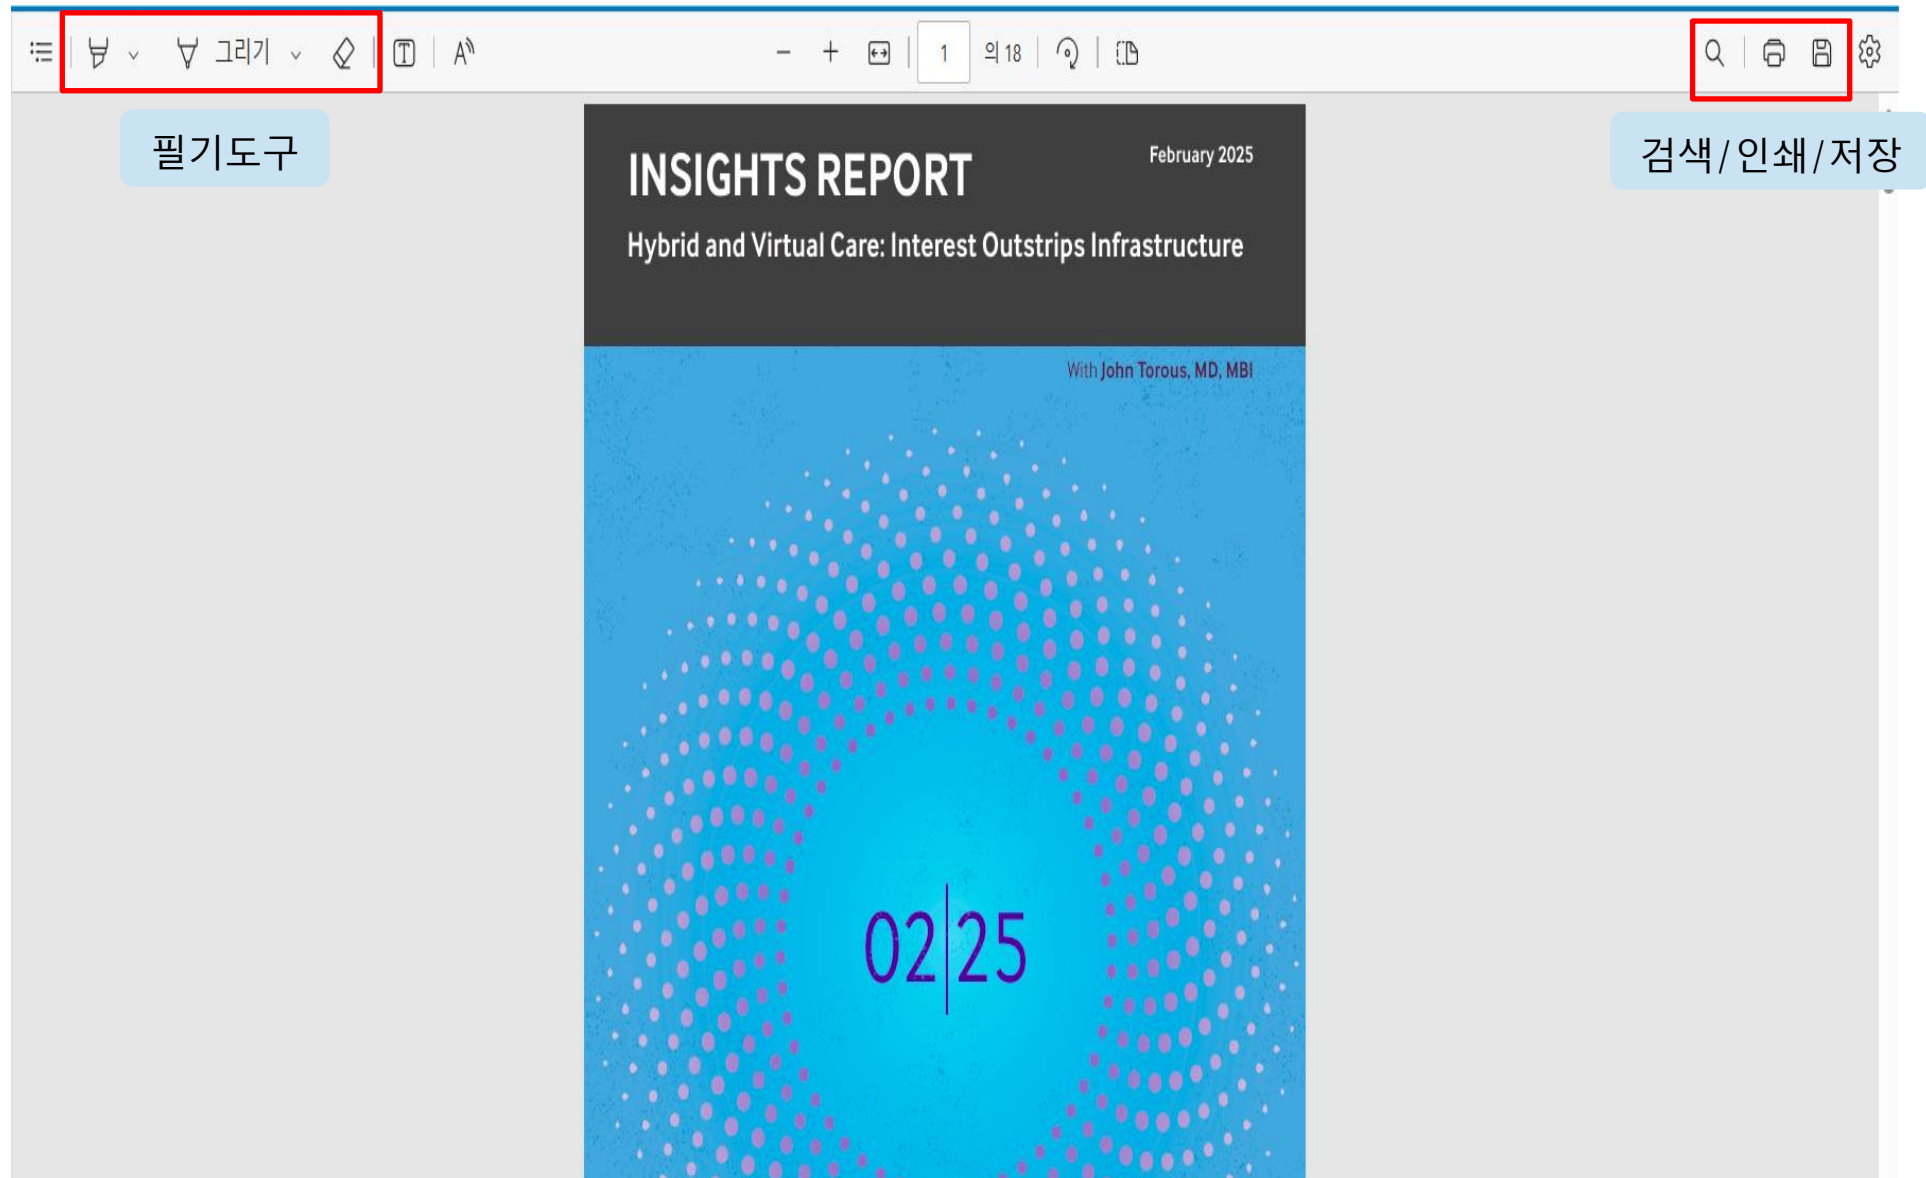 그리기
1 의 18
필기도구
검색/인쇄/저장
INSIGHTS REPORT
February 2025
Hybrid and Virtual Care: Interest Outstrips Infrastructure
With John Torous, MD, MBI
02|25